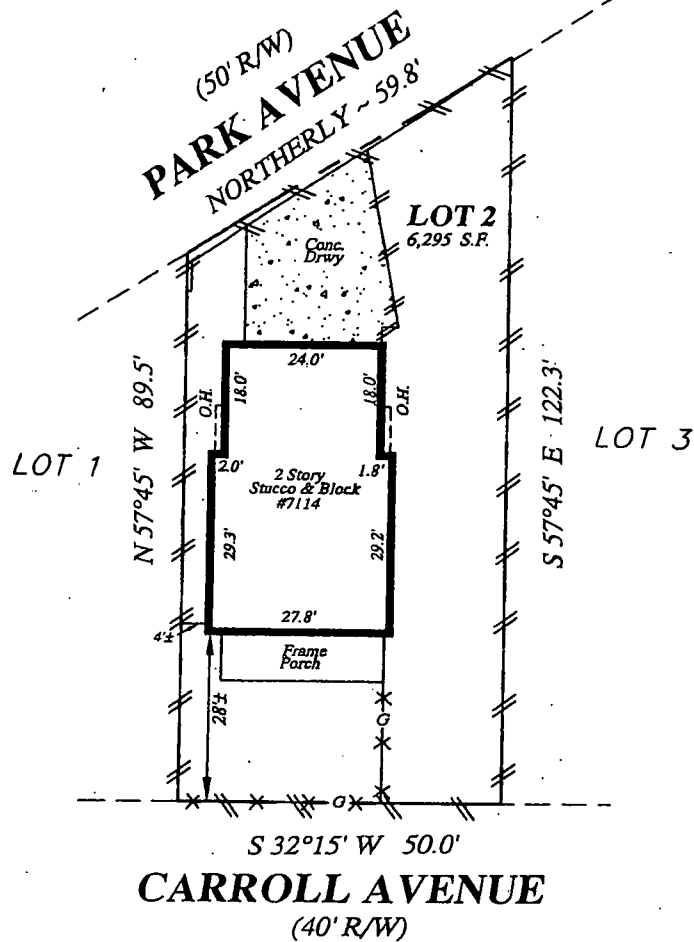 (50' R/W)
PARK AVENUE
NORTHERLY ~ 59.8'
LOT 2
6,295 S.F.
Conc.
Drwy
24.0'
18.0'
18.0'
O.H.
O.H.
N 57°45' W 89.5'
S 57°45' E 122.3'
LOT 1
LOT 3
2.0'
1.8'
2 Story
Stucco & Block
#7114
29.3'
29.2'
27.8'
4'±
Frame
Porch
28'±
G
G
S 32°15' W 50.0'
CARROLL AVENUE
(40' R/W)